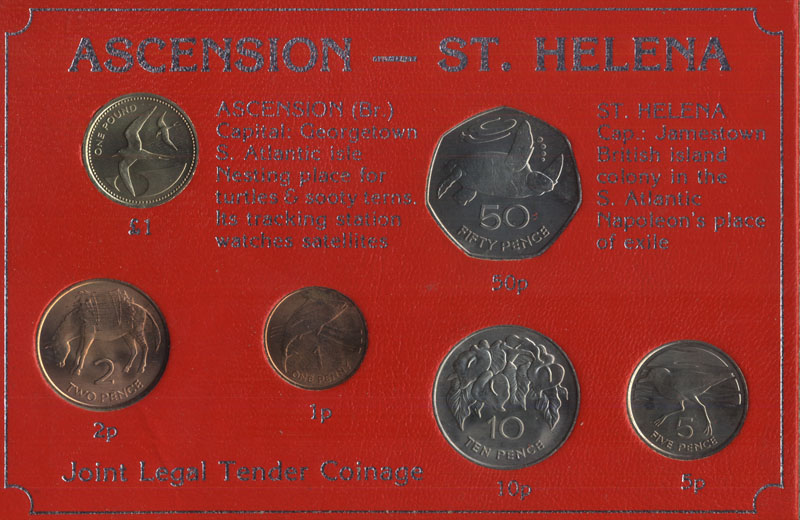 ASCENSION — ST. HELENA
ONE POUND
£1
ASCENSION (Br.)
Capital: Georgetown
S. Atlantic isle
Nesting place for
turtles & sooty terns.
Its tracking station
watches satellites
50
FIFTY PENCE
50p
ST. HELENA
Cap.: Jamestown
British Island
colony in the
S. Atlantic
Napoleon's place
of exile
2
TWO PENCE
2p
ONE PENNY
1p
10
TEN PENCE
10p
5
FIVE PENCE
5p
Joint Legal Tender Coinage